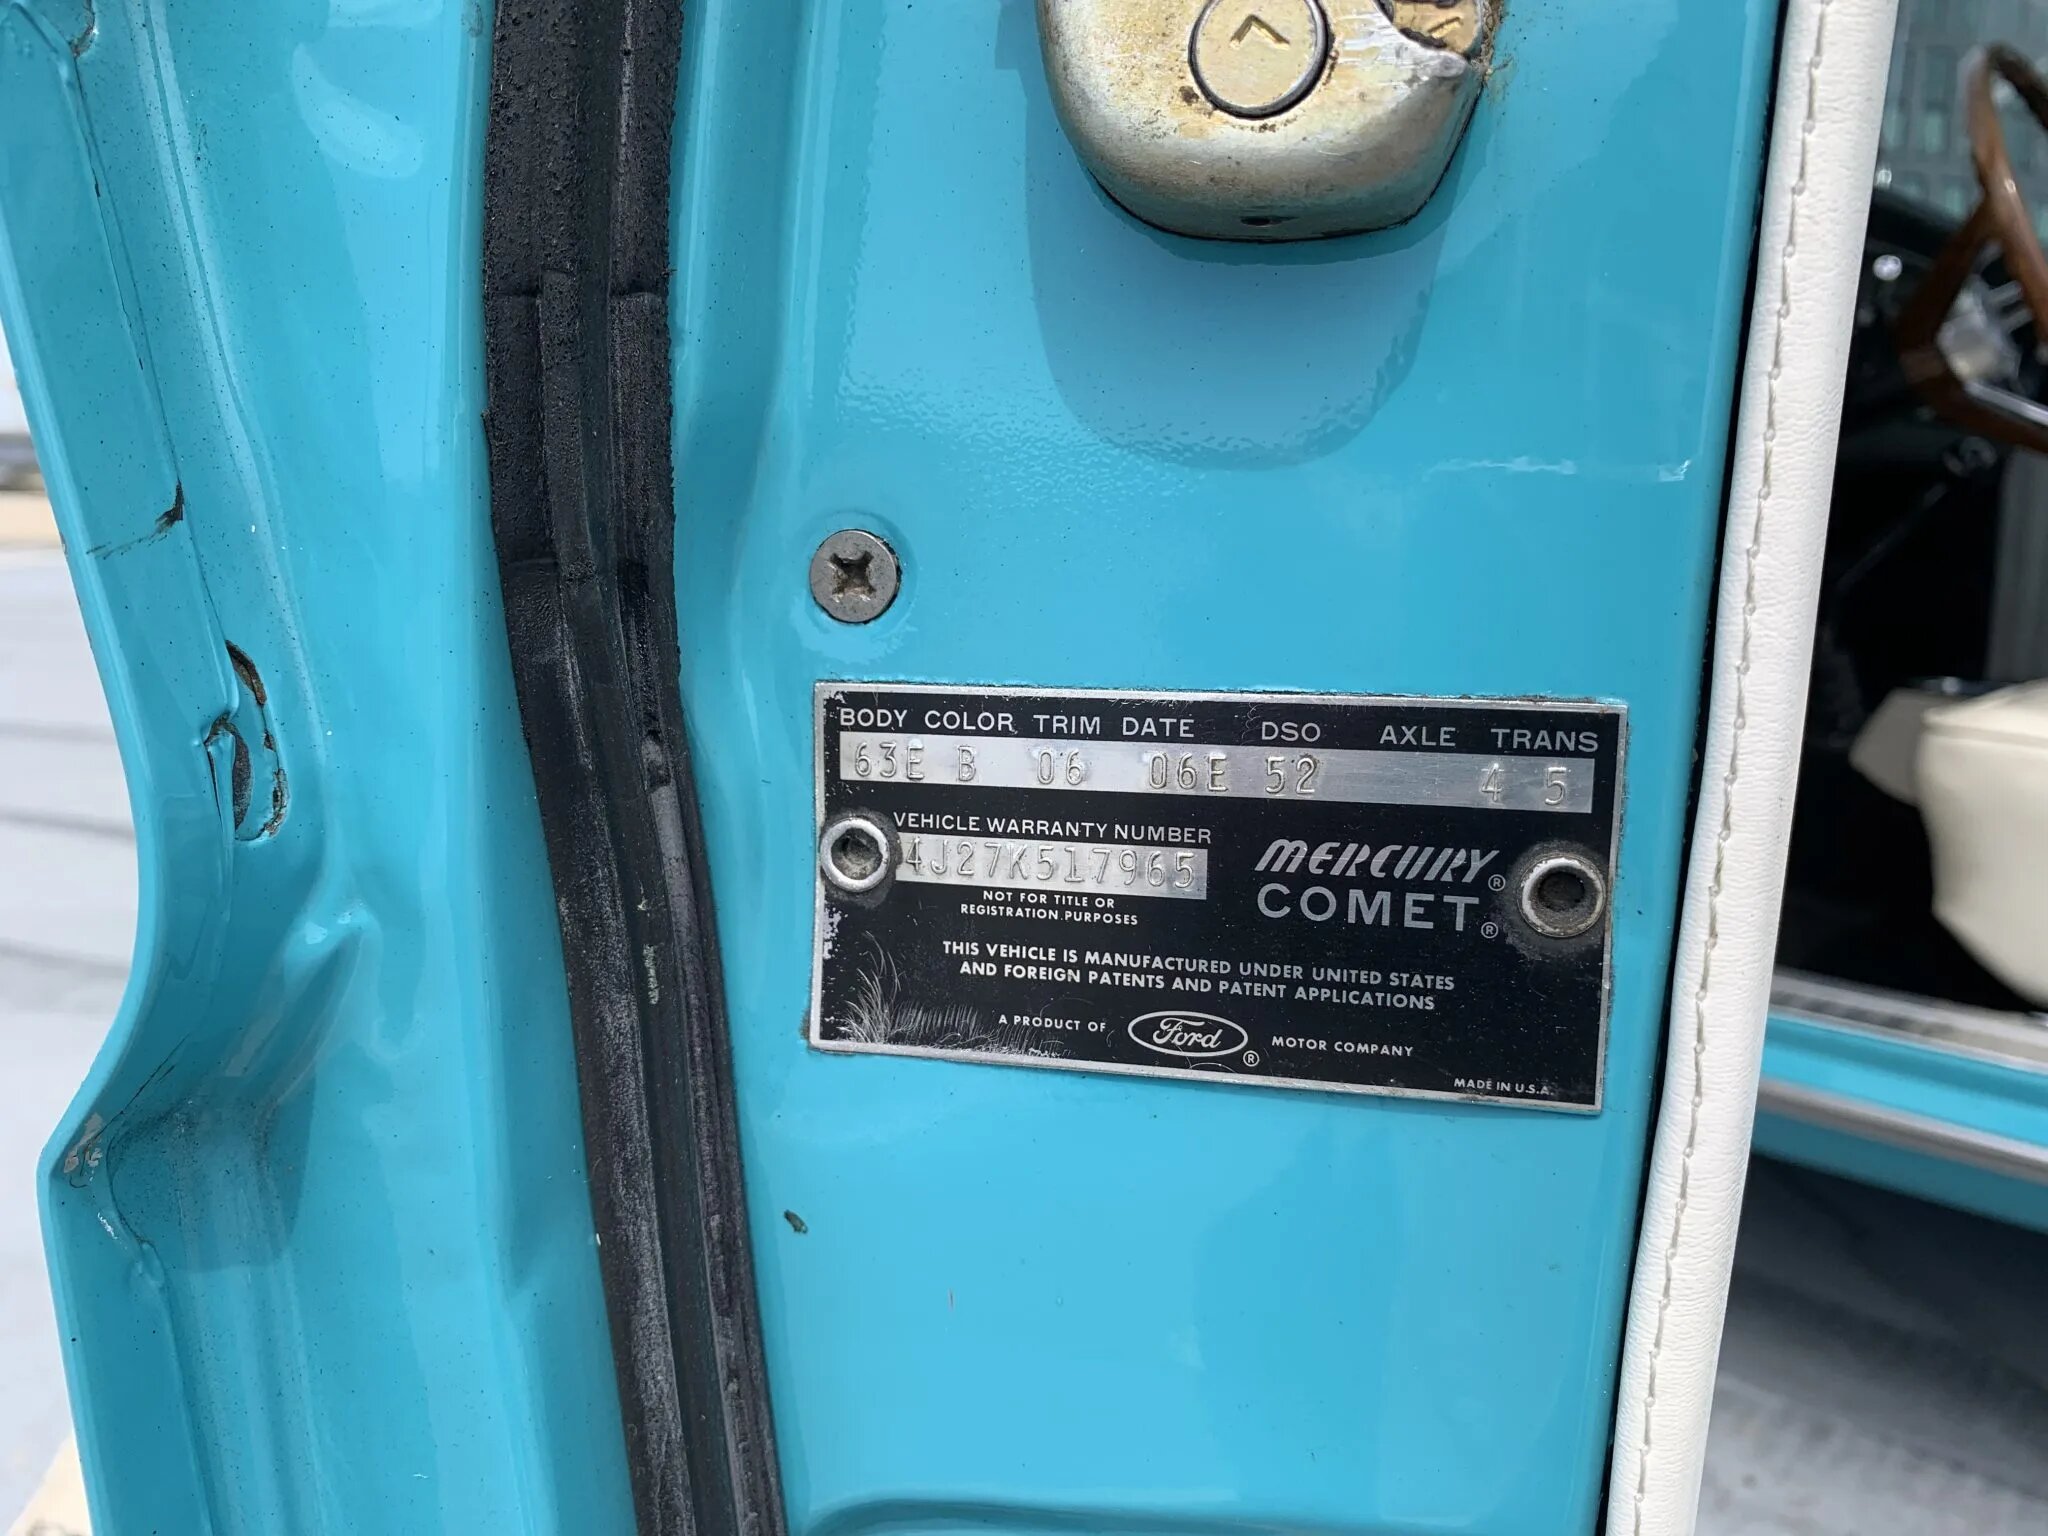 BODY COLOR TRIM DATE DSO AXLE TRANS
63E B 06 06E 52 4 5
VEHICLE WARRANTY NUMBER
4J27K517965
NOT FOR TITLE OR
REGISTRATION PURPOSES
MERCURY®
COMET®
THIS VEHICLE IS MANUFACTURED UNDER UNITED STATES
AND FOREIGN PATENTS AND PATENT APPLICATIONS
A PRODUCT OF Ford® MOTOR COMPANY
MADE IN U.S.A.